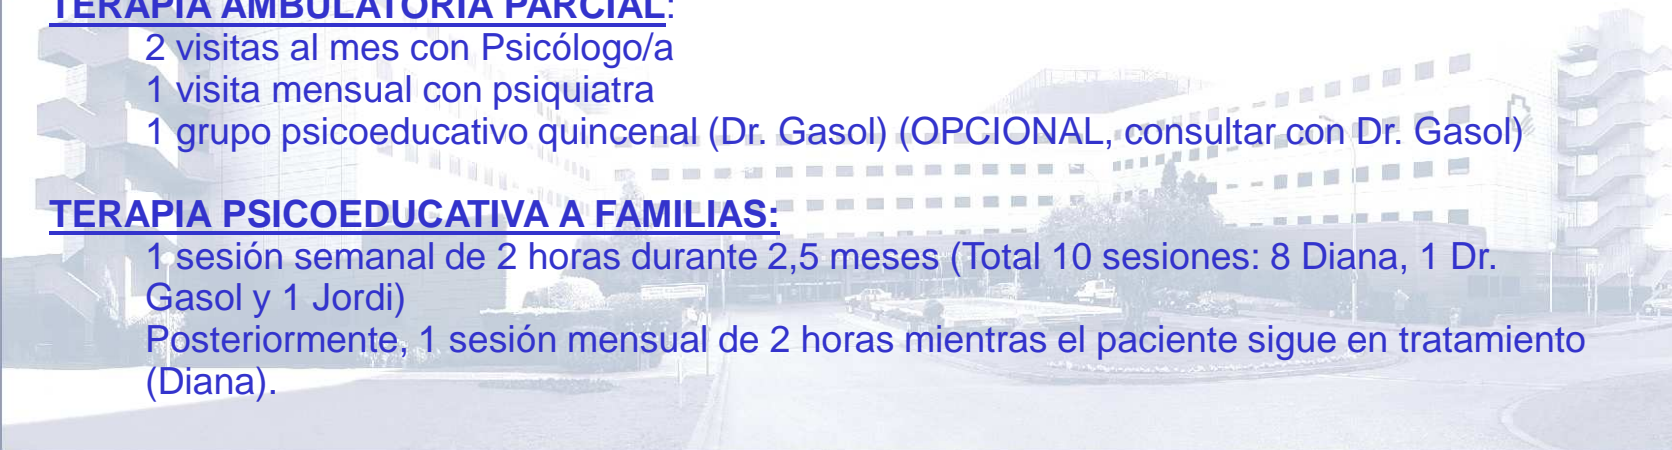 TERAPIA AMBULATORIA PARCIAL:
2 visitas al mes con Psicólogo/a
1 visita mensual con psiquiatra
1 grupo psicoeducativo quincenal (Dr. Gasol) (OPCIONAL, consultar con Dr. Gasol)
TERAPIA PSICOEDUCATIVA A FAMILIAS:
1 sesión semanal de 2 horas durante 2,5 meses (Total 10 sesiones: 8 Diana, 1 Dr.
Gasol y 1 Jordi)
Posteriormente, 1 sesión mensual de 2 horas mientras el paciente sigue en tratamiento
(Diana).